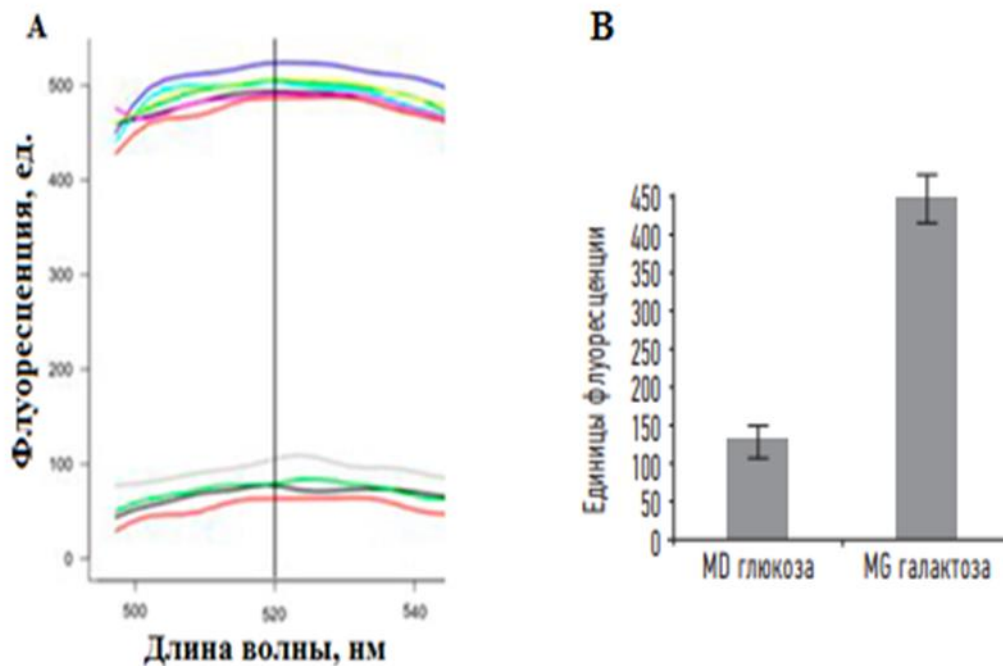 A
Флуоресценция, ед.
500
400
300
200
100
0
500
520
540
Длина волны, нм
B
Единицы флуоресценции
450
400
350
300
250
200
150
100
50
0
MD глюкоза
MG галактоза